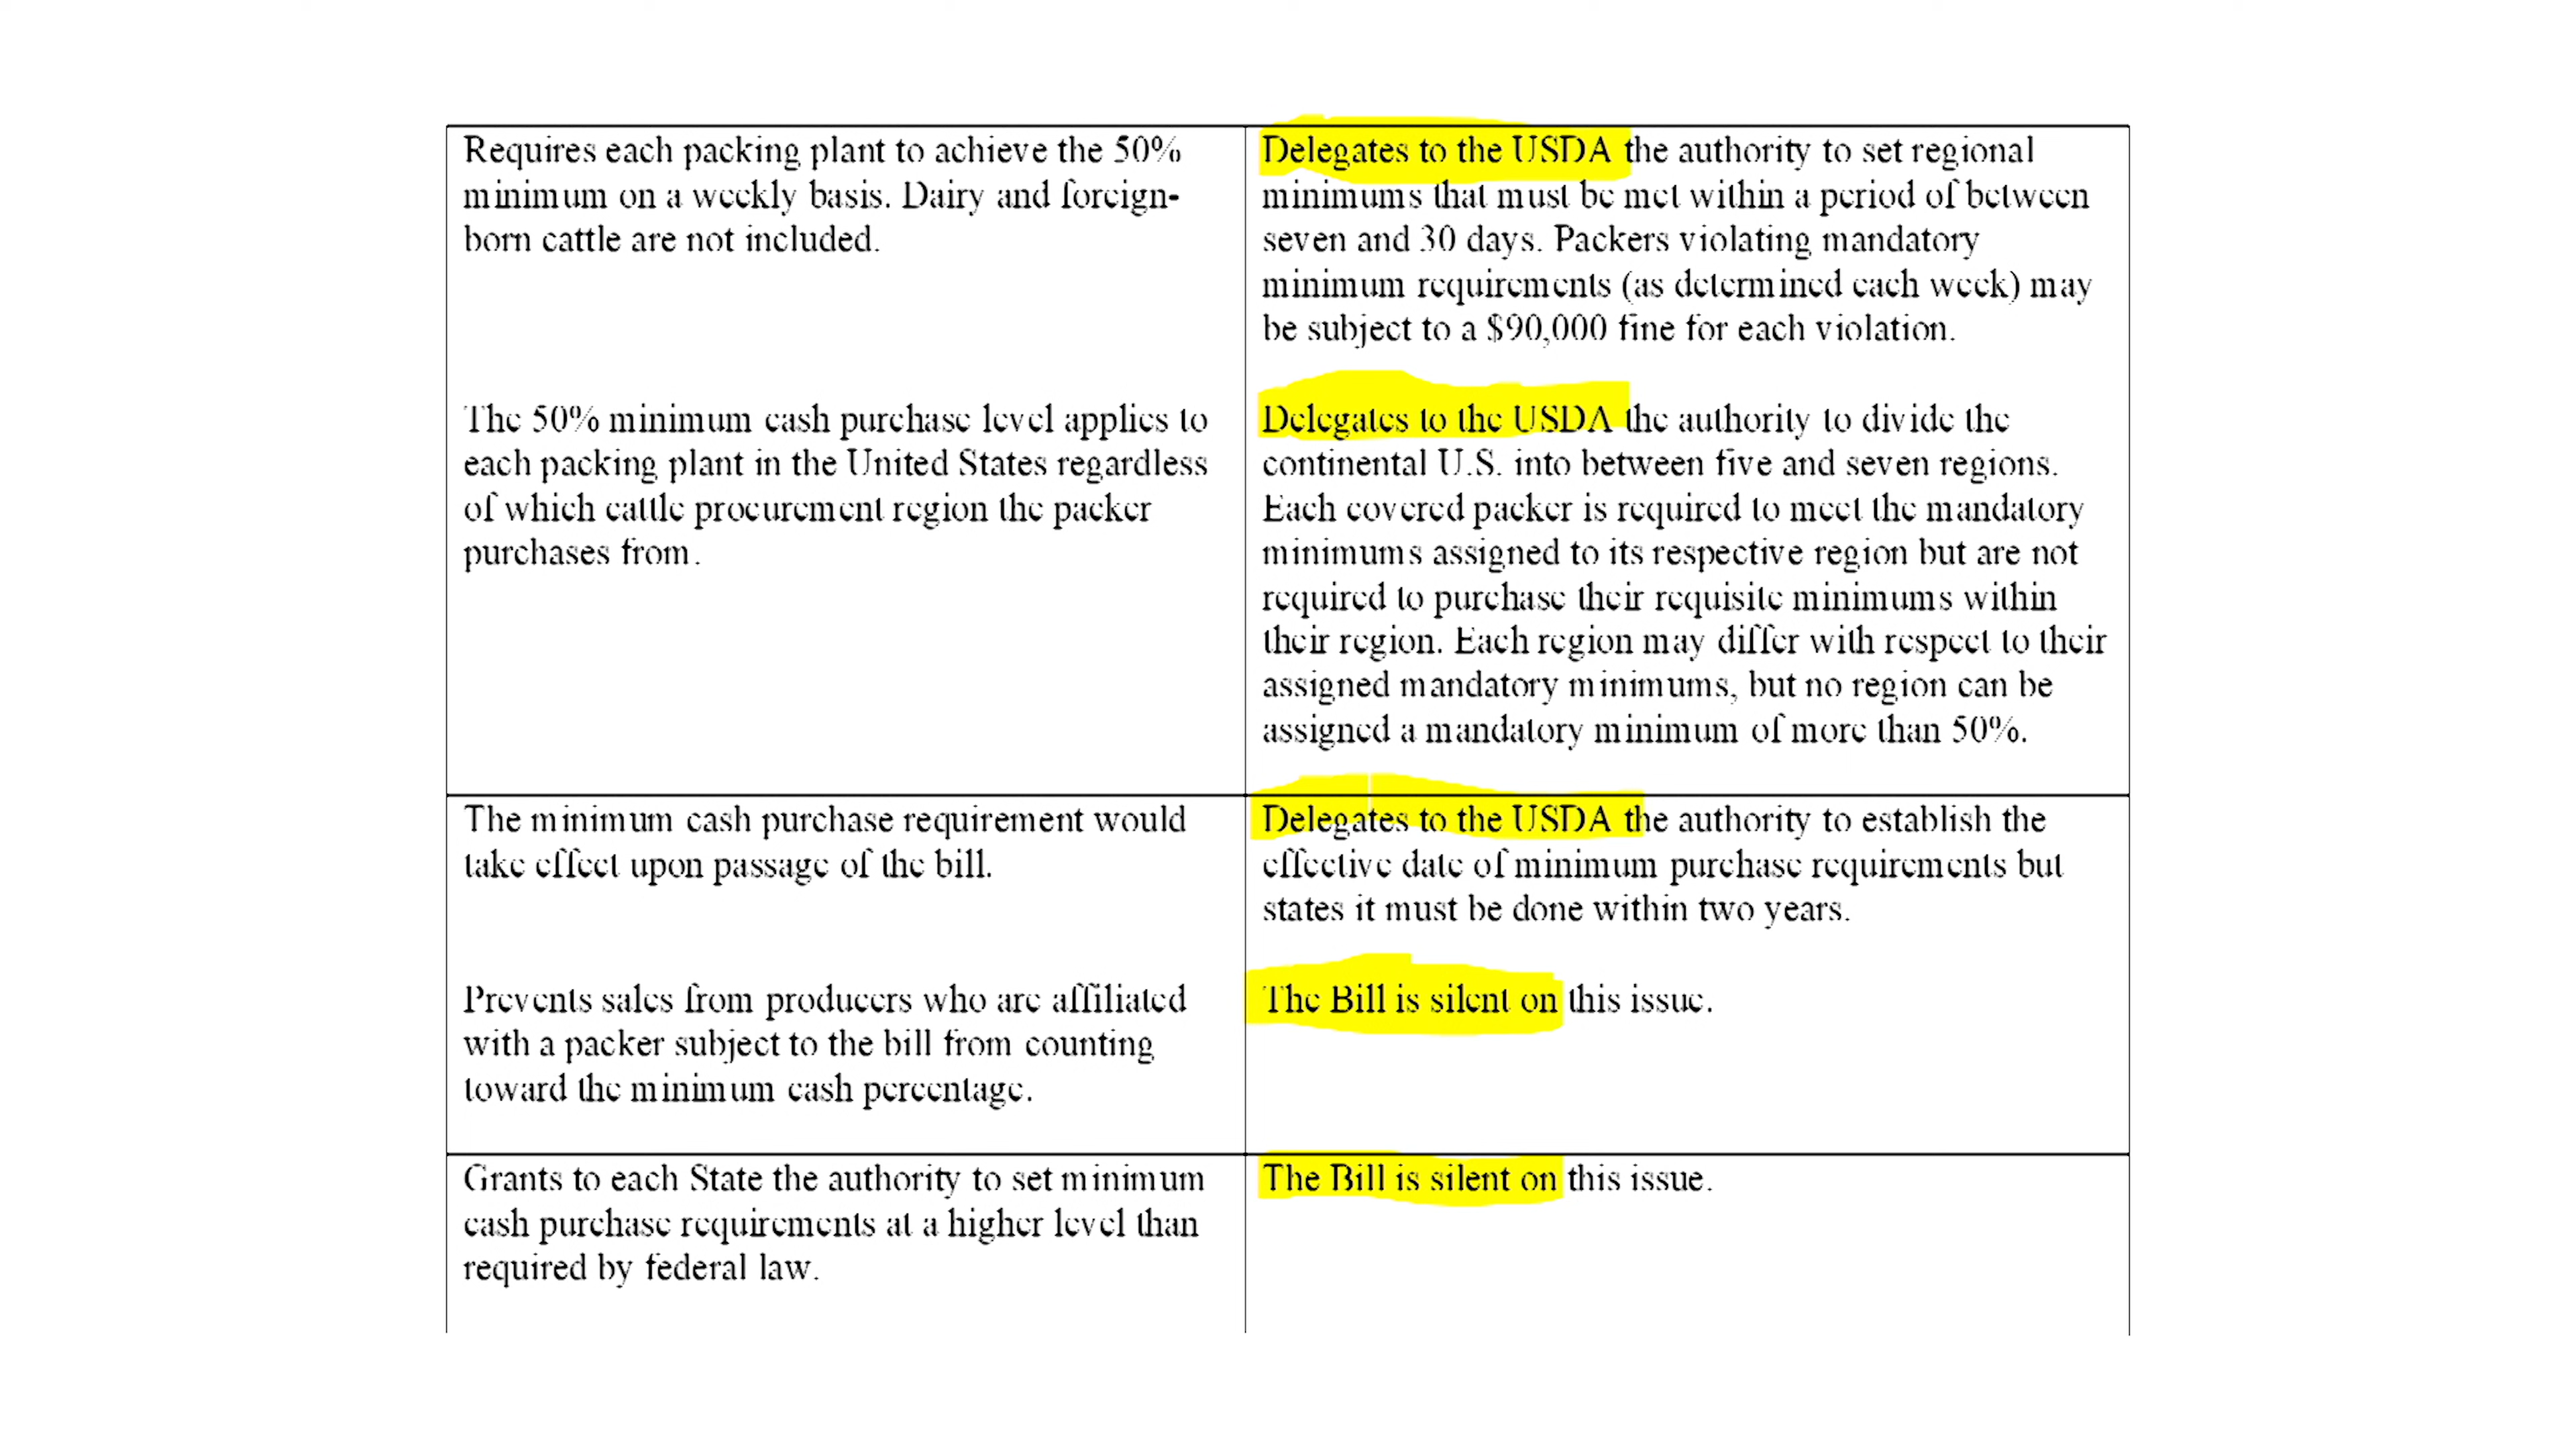 Requires each packing plant to achieve the 50%
minimum on a weekly basis. Dairy and foreign-
born cattle are not included.
Delegates to the USDA the authority to set regional
minimums that must be met within a period of between
seven and 30 days. Packers violating mandatory
minimum requirements (as determined each week) may
be subject to a $90,000 fine for each violation.
The 50% minimum cash purchase level applies to
each packing plant in the United States regardless
of which cattle procurement region the packer
purchases from.
Delegates to the USDA the authority to divide the
continental U.S. into between five and seven regions.
Each covered packer is required to meet the mandatory
minimums assigned to its respective region but are not
required to purchase their requisite minimums within
their region. Each region may differ with respect to their
assigned mandatory minimums, but no region can be
assigned a mandatory minimum of more than 50%.
The minimum cash purchase requirement would
take effect upon passage of the bill.
Delegates to the USDA the authority to establish the
effective date of minimum purchase requirements but
states it must be done within two years.
Prevents sales from producers who are affiliated
with a packer subject to the bill from counting
toward the minimum cash percentage.
The Bill is silent on this issue.
Grants to each State the authority to set minimum
cash purchase requirements at a higher level than
required by federal law.
The Bill is silent on this issue.